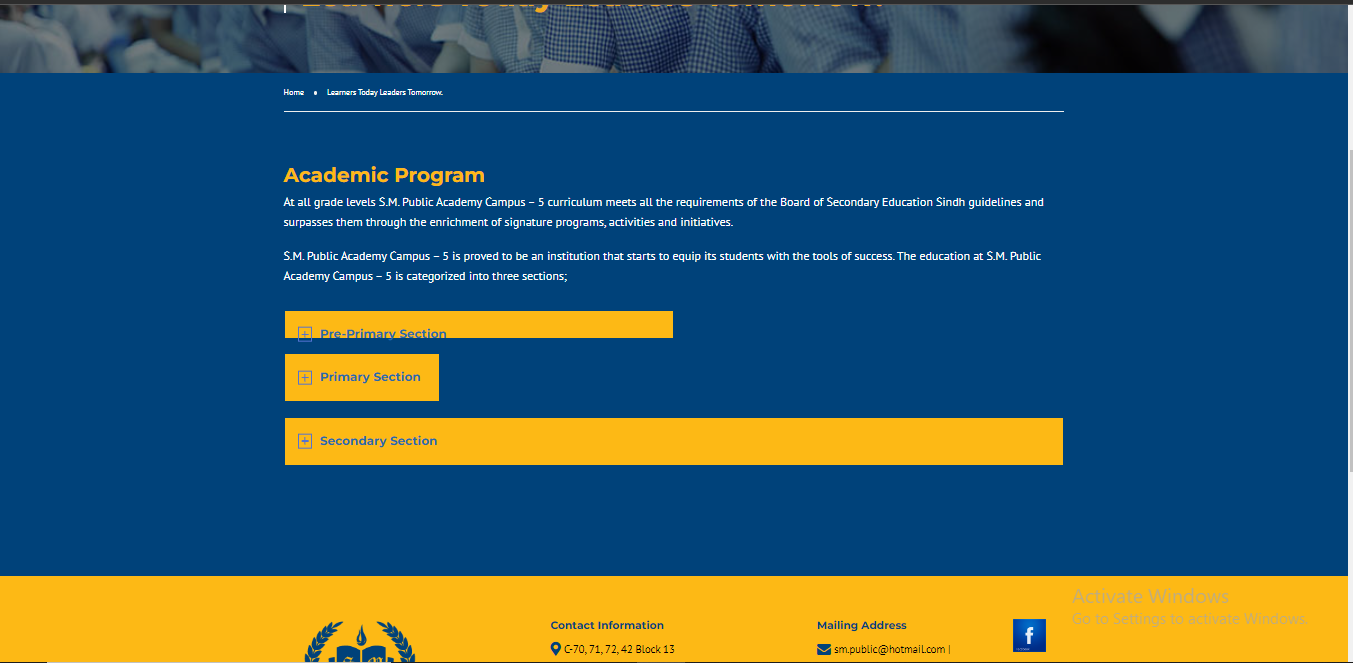 Learners Today Leaders Tomorrow.
Home • Learners Today Leaders Tomorrow.
Academic Program
At all grade levels S.M. Public Academy Campus – 5 curriculum meets all the requirements of the Board of Secondary Education Sindh guidelines and
surpasses them through the enrichment of signature programs, activities and initiatives.
S.M. Public Academy Campus – 5 is proved to be an institution that starts to equip its students with the tools of success. The education at S.M. Public
Academy Campus – 5 is categorized into three sections;
Pre-Primary Section
Primary Section
Secondary Section
Contact Information
C-70, 71, 72, 42 Block 13
Mailing Address
sm.public@hotmail.com |
f
Activate Windows
Go to Settings to activate Windows.